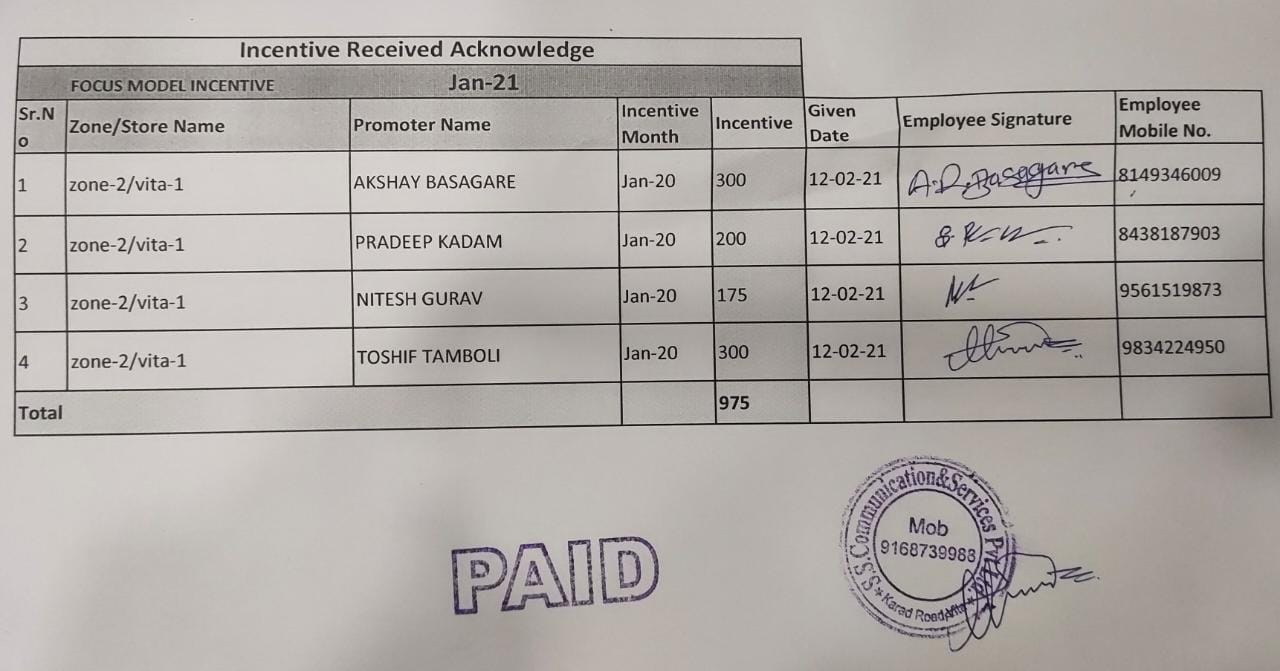 Incentive Received Acknowledge
FOCUS MODEL INCENTIVE Jan-21
Sr.No Zone/Store Name Promoter Name Incentive Month Incentive Given Date Employee Signature Employee Mobile No.
1 zone-2/vita-1 AKSHAY BASAGARE Jan-20 300 12-02-21 A.D.Basagare 8149346009
2 zone-2/vita-1 PRADEEP KADAM Jan-20 200 12-02-21 8438187903
3 zone-2/vita-1 NITESH GURAV Jan-20 175 12-02-21 9561519873
4 zone-2/vita-1 TOSHIF TAMBOLI Jan-20 300 12-02-21 9834224950
Total 975
PAID
S.S.Communication&Services Pvt.Ltd.
Mob
9168739988
Karad Road,Vita